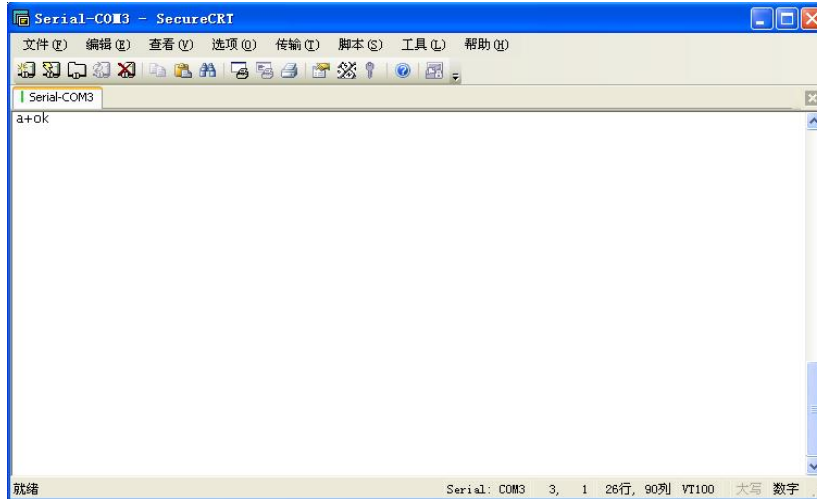 Serial-COM3 - SecureCRT
文件(F) 编辑(E) 查看(V) 选项(O) 传输(T) 脚本(S) 工具(L) 帮助(H)
Serial-COM3
a+ok
就绪 Serial: COM3 3, 1 26行, 90列 VT100 大写 数字